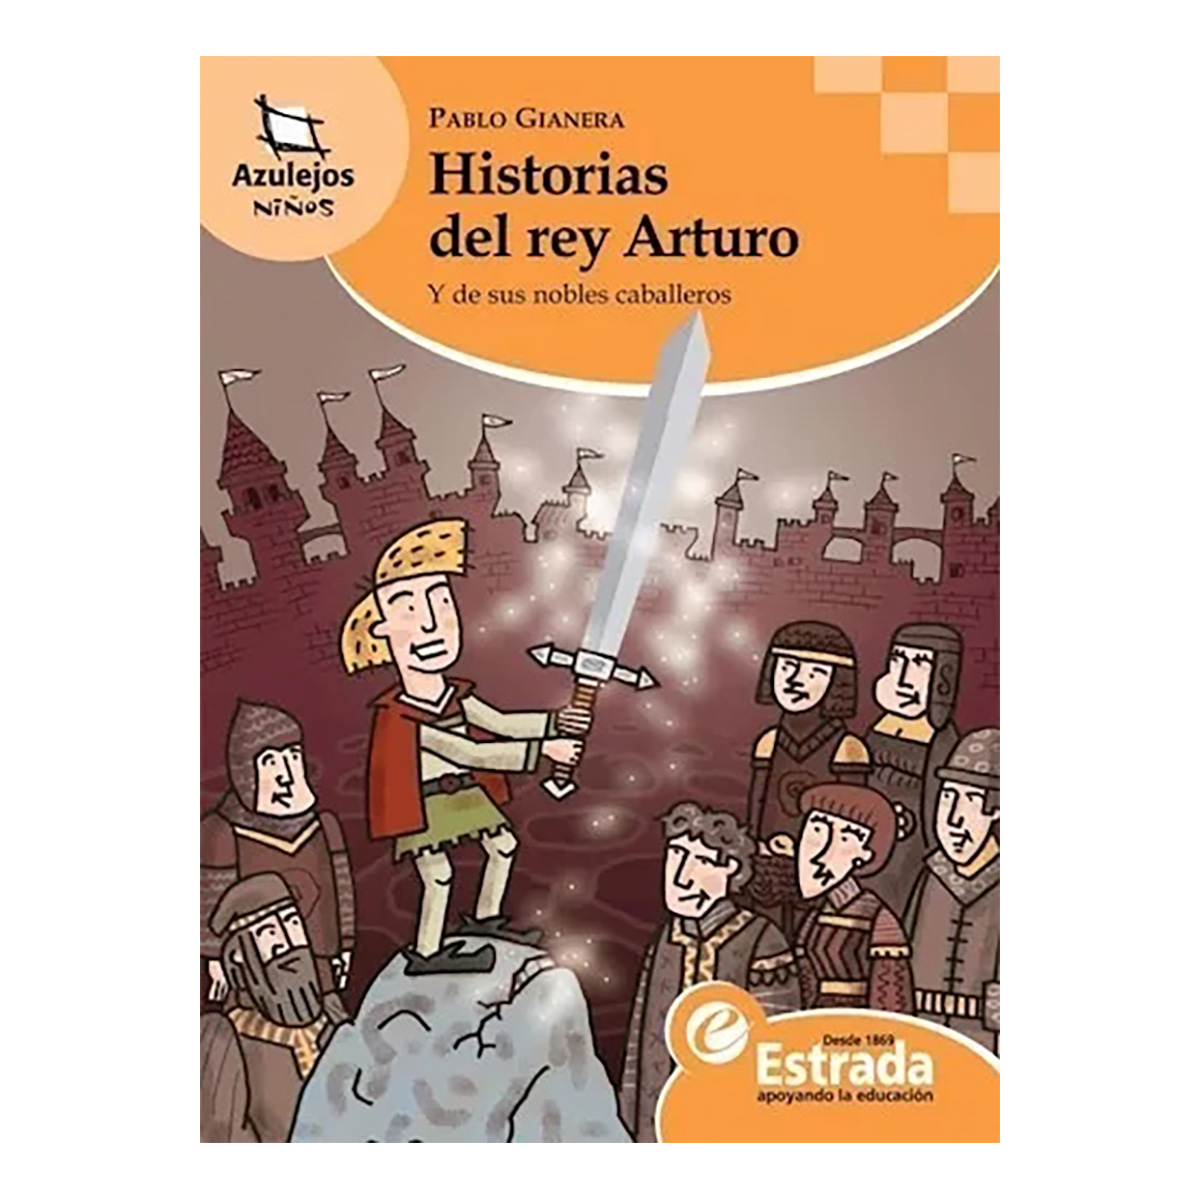 Azulejos
NIÑOS
PABLO GIANERA
Historias
del rey Arturo
Y de sus nobles caballeros
e
Desde 1869
Estrada
apoyando la educación